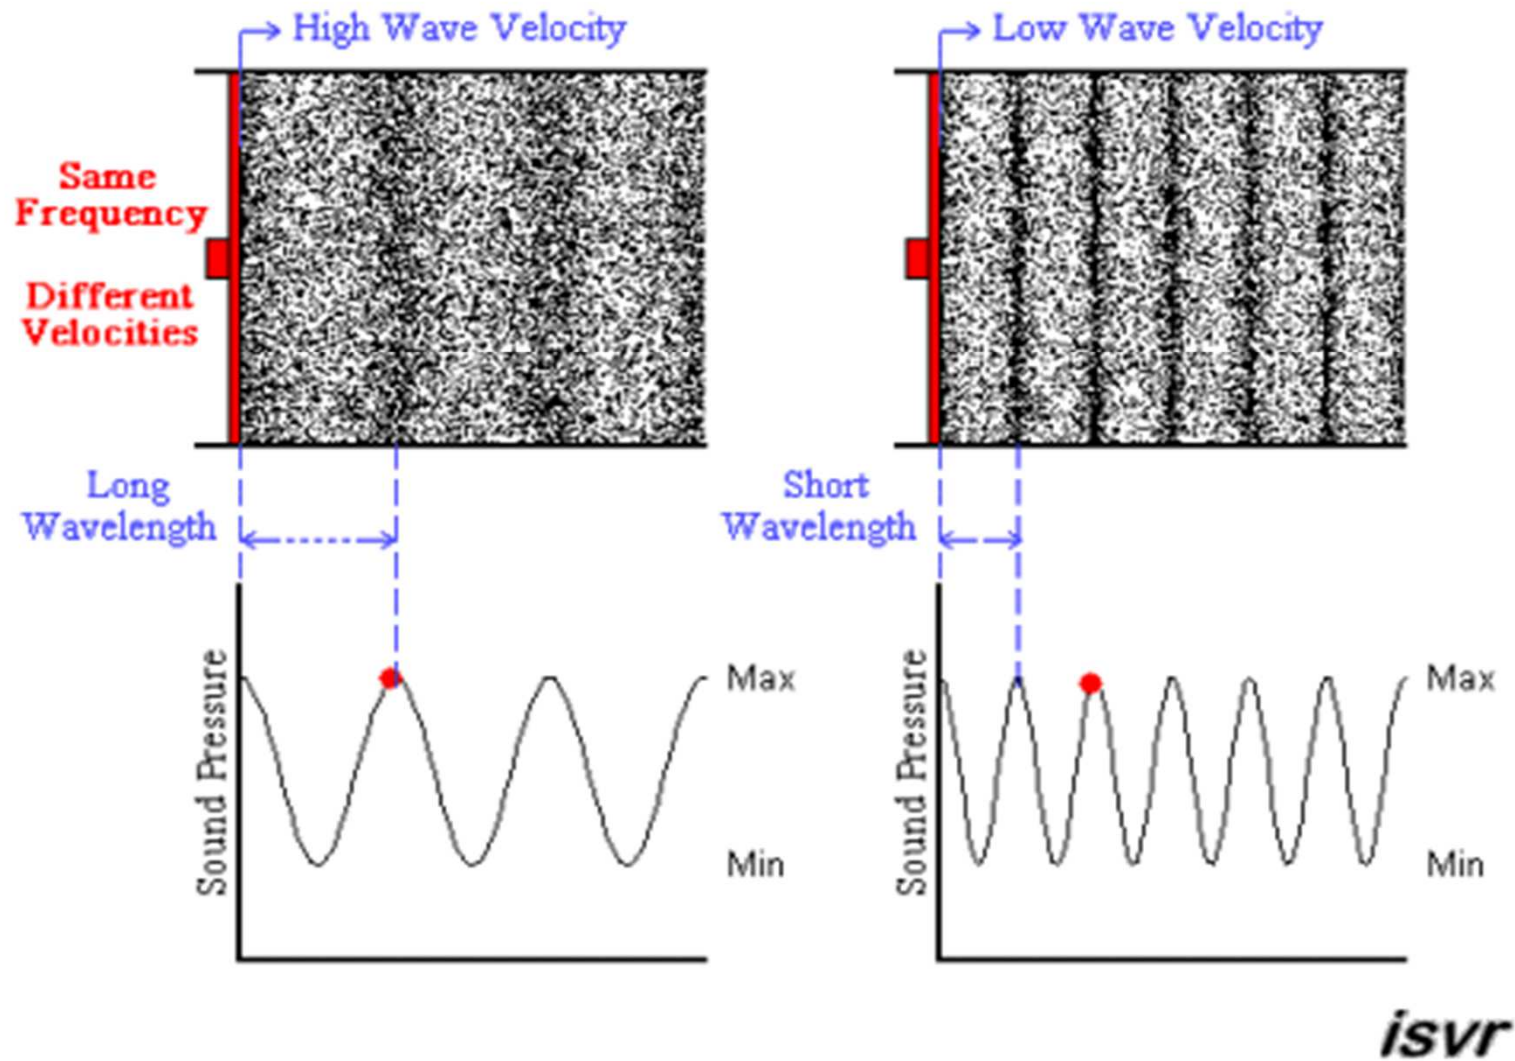 High Wave Velocity
Low Wave Velocity
Same
Frequency
Different
Velocities
Long
Wavelength
Short
Wavelength
Sound Pressure
Max
Min
Sound Pressure
Max
Min
isvr